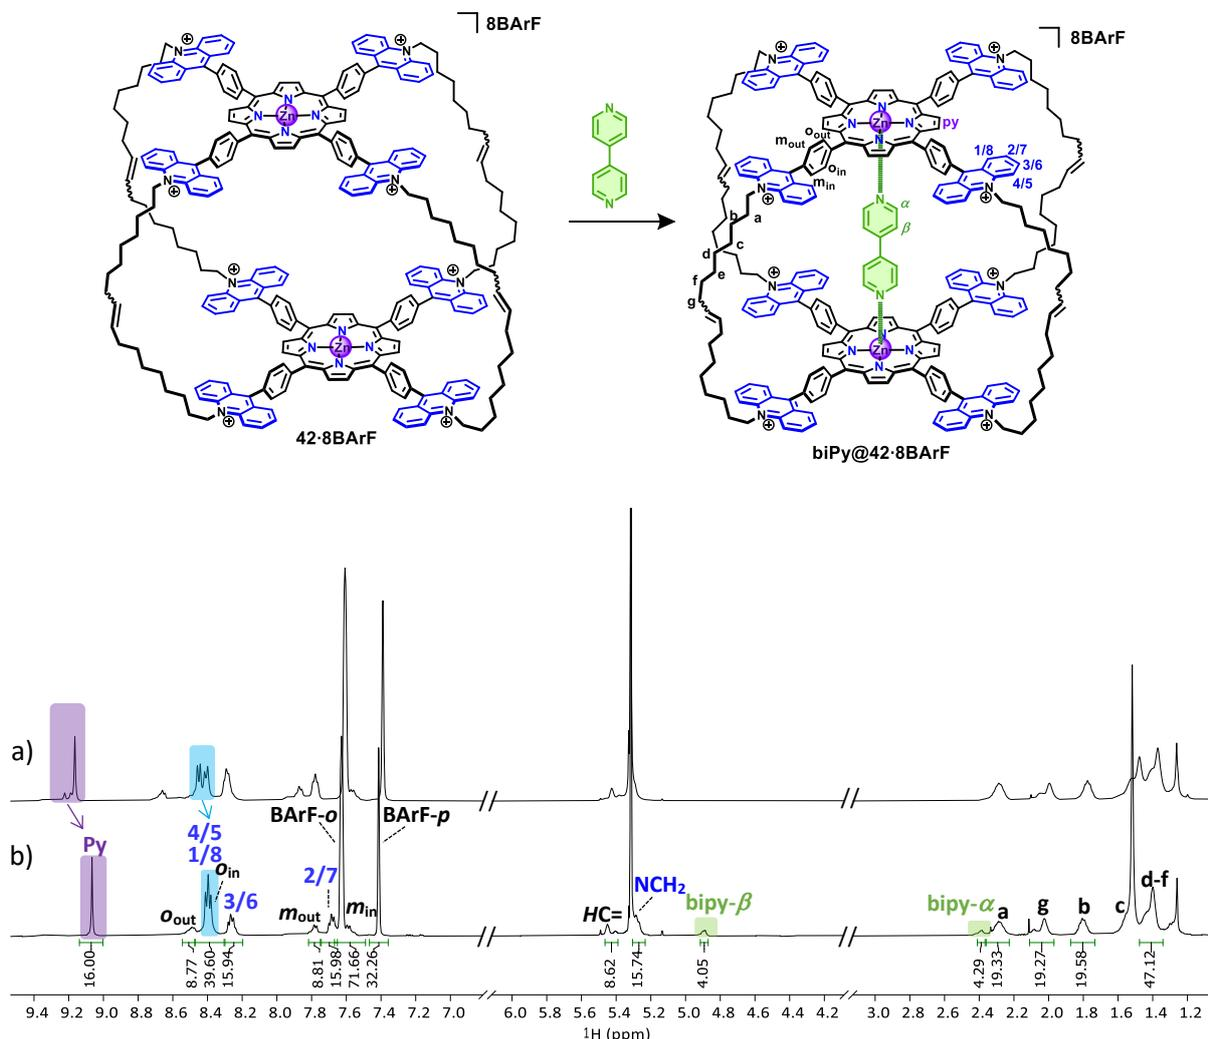 8BArF
8BArF
N
⊕
N
⊕
N
N Zn N
N
N
⊕
N
⊕
N
⊕
N
⊕
N
N Zn N
N
N
⊕
N
⊕
42·8BArF
N
N
N
⊕
N
⊕
N
N Zn N
N
py
o_out
m_out
o_in
m_in
1/8 2/7
3/6
4/5
N
⊕
N
⊕
b a
c
d
e
f
g
N
α
β
N
N
⊕
N
⊕
N
N Zn N
N
N
⊕
N
⊕
biPy@42·8BArF
a)
b)
Py
4/5
1/8
o_out
o_in
3/6
m_out
2/7
BArF-o
m_in
BArF-p
HC=
NCH₂
bipy-β
bipy-α
a
g
b
c
d-f
16.00
8.77
39.60
15.94
8.81
15.98
71.66
32.26
8.62
15.74
4.05
4.29
19.33
19.27
19.58
47.12
9.4 9.2 9.0 8.8 8.6 8.4 8.2 8.0 7.8 7.6 7.4 7.2 7.0 6.0 5.8 5.6 5.4 5.2 5.0 4.8 4.6 4.4 4.2 3.0 2.8 2.6 2.4 2.2 2.0 1.8 1.6 1.4 1.2
¹H (ppm)